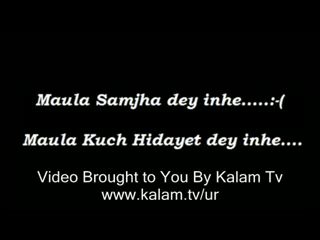 Maula Samjha dey inhe.....:-(
Maula Kuch Hidayet dey inhe....
Video Brought to You By Kalam Tv
www.kalam.tv/ur